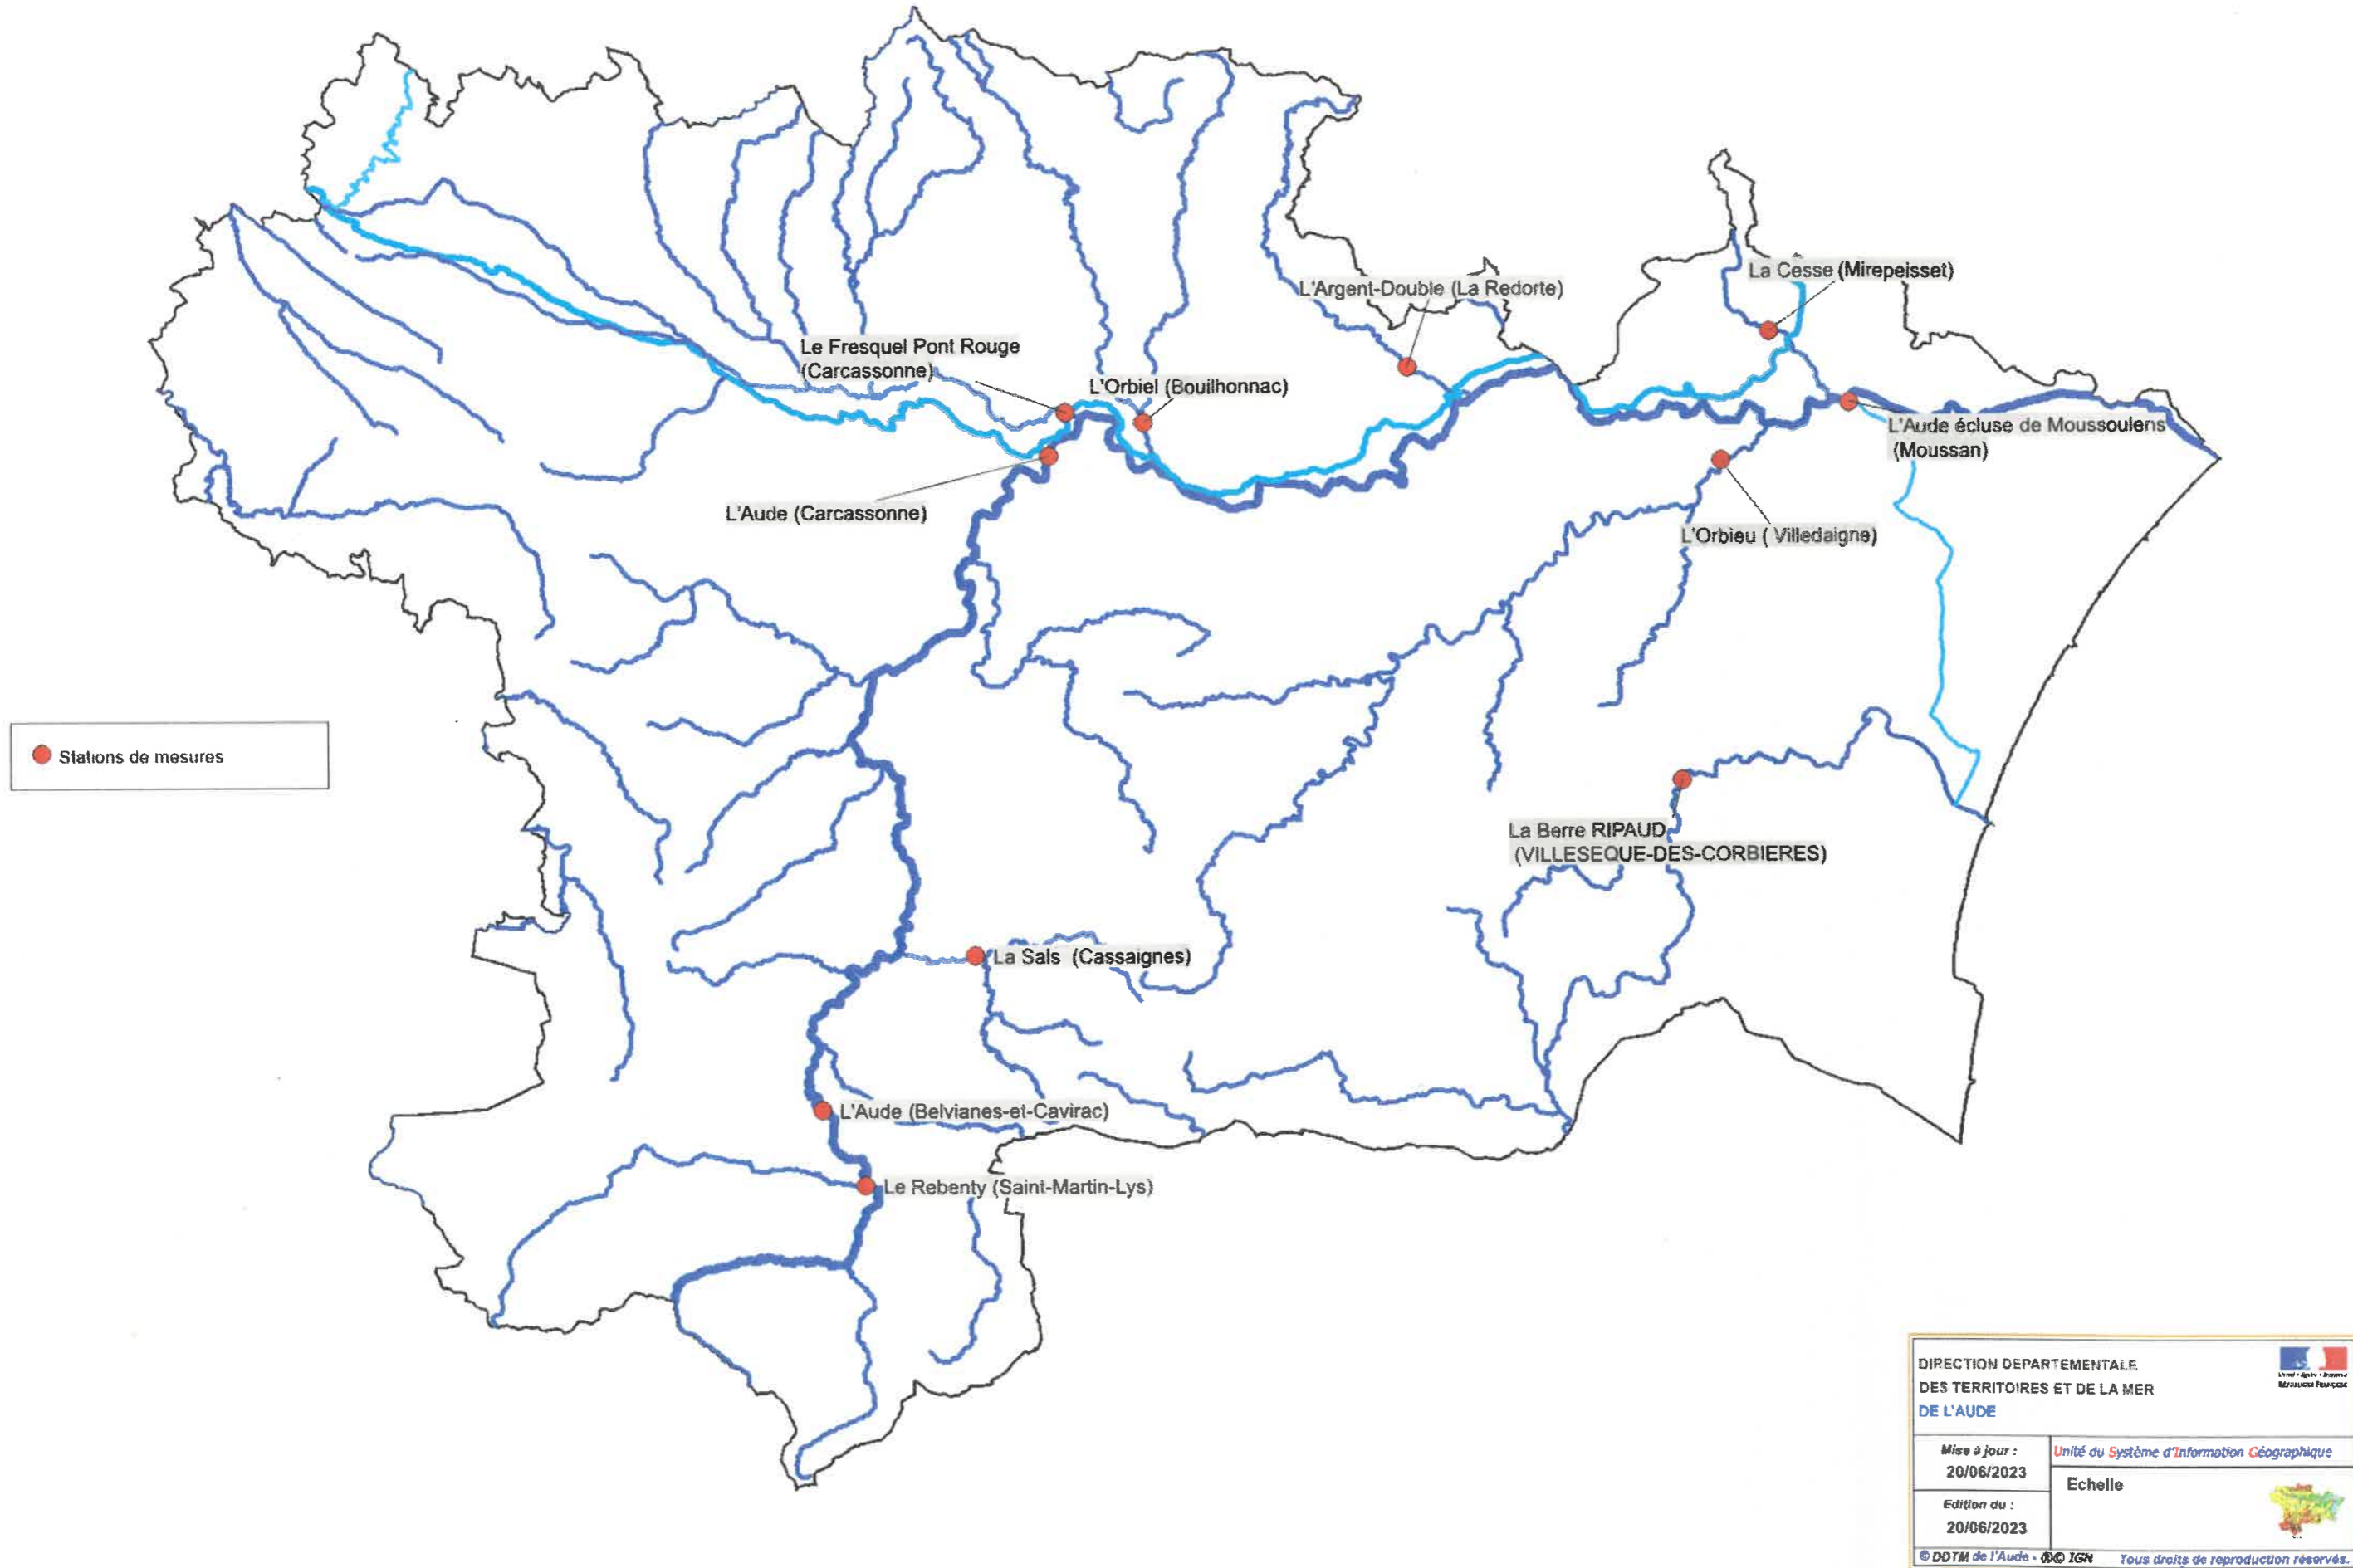 La Cesse (Mirepeisset)
L'Argent-Double (La Redorte)
Le Fresquel Pont Rouge
(Carcassonne)
L'Orbiel (Bouilhonnac)
L'Aude écluse de Moussoulens
(Moussan)
L'Aude (Carcassonne)
L'Orbieu ( Villedaigne)
Stations de mesures
La Berre RIPAUD
(VILLESEQUE-DES-CORBIERES)
La Sals (Cassaignes)
L'Aude (Belvianes-et-Cavirac)
Le Rebenty (Saint-Martin-Lys)
DIRECTION DEPARTEMENTALE
DES TERRITOIRES ET DE LA MER
DE L'AUDE
RÉPUBLIQUE FRANÇAISE
Mise à jour :
20/06/2023
Unité du Système d'Information Géographique
Echelle
Edition du :
20/06/2023
© DDTM de l'Aude - ®© IGN Tous droits de reproduction réservés.